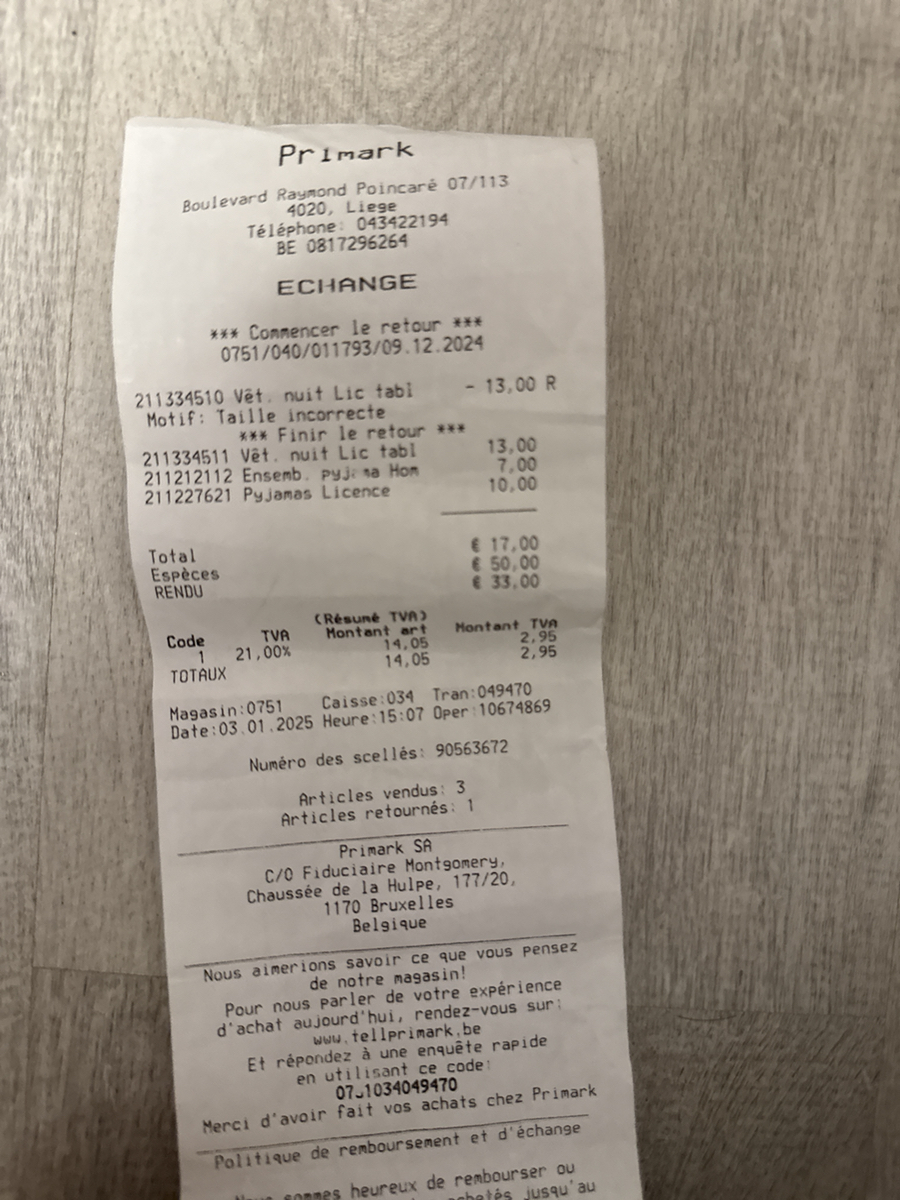 Primark
Boulevard Raymond Poincaré 07/113
4020, Liege
Téléphone: 043422194
BE 0817296264
ECHANGE
*** Commencer le retour ***
0751/040/011793/09.12.2024
211334510 Vêt. nuit Lic tabl - 13,00 R
Motif: Taille incorrecte
*** Finir le retour ***
211334511 Vêt. nuit Lic tabl 13,00
211212112 Ensemb. pyjama Hom 7,00
211227621 Pyjamas Licence 10,00
Total € 17,00
Espèces € 50,00
RENDU € 33,00
(Résumé TVA)
Code TVA Montant art Montant TVA
1 21,00% 14,05 2,95
TOTAUX 14,05 2,95
Magasin:0751 Caisse:034 Tran:049470
Date:03.01.2025 Heure:15:07 Oper:10674869
Numéro des scellés: 90563672
Articles vendus: 3
Articles retournés: 1
Primark SA
C/O Fiduciaire Montgomery,
Chaussée de la Hulpe, 177/20,
1170 Bruxelles
Belgique
Nous aimerions savoir ce que vous pensez
de notre magasin!
Pour nous parler de votre expérience
d'achat aujourd'hui, rendez-vous sur:
www.tellprimark.be
Et répondez à une enquête rapide
en utilisant ce code:
Merci d'avoir fait vos achats chez Primark
Politique de remboursement et d'échange
sommes heureux de rembourser ou
jusqu'au